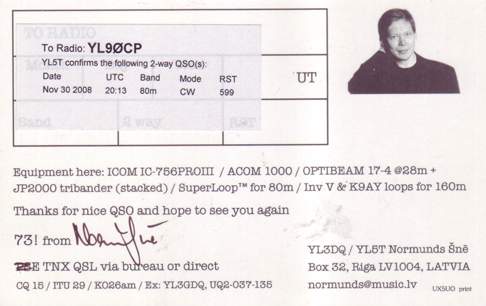 TO RADIO
To Radio: YL9ØCP
YL5T confirms the following 2-way QSO(s):
Date UTC Band Mode RST
Nov 30 2008 20:13 80m CW 599
UT
Band 2 way RST
Equipment here: ICOM IC-756PROIII / ACOM 1000 / OPTIBEAM 17-4 @28m +
JP2000 tribander (stacked) / SuperLoop™ for 80m / Inv V & K9AY loops for 160m
Thanks for nice QSO and hope to see you again
73! from
TNX QSL via bureau or direct
CQ 15 / ITU 29 / KO26am / Ex: YL3GDQ, UQ2-037-135
YL3DQ / YL5T Normunds Šnē
Box 32, Riga LV1004, LATVIA
normunds@music.lv
UX5UO print